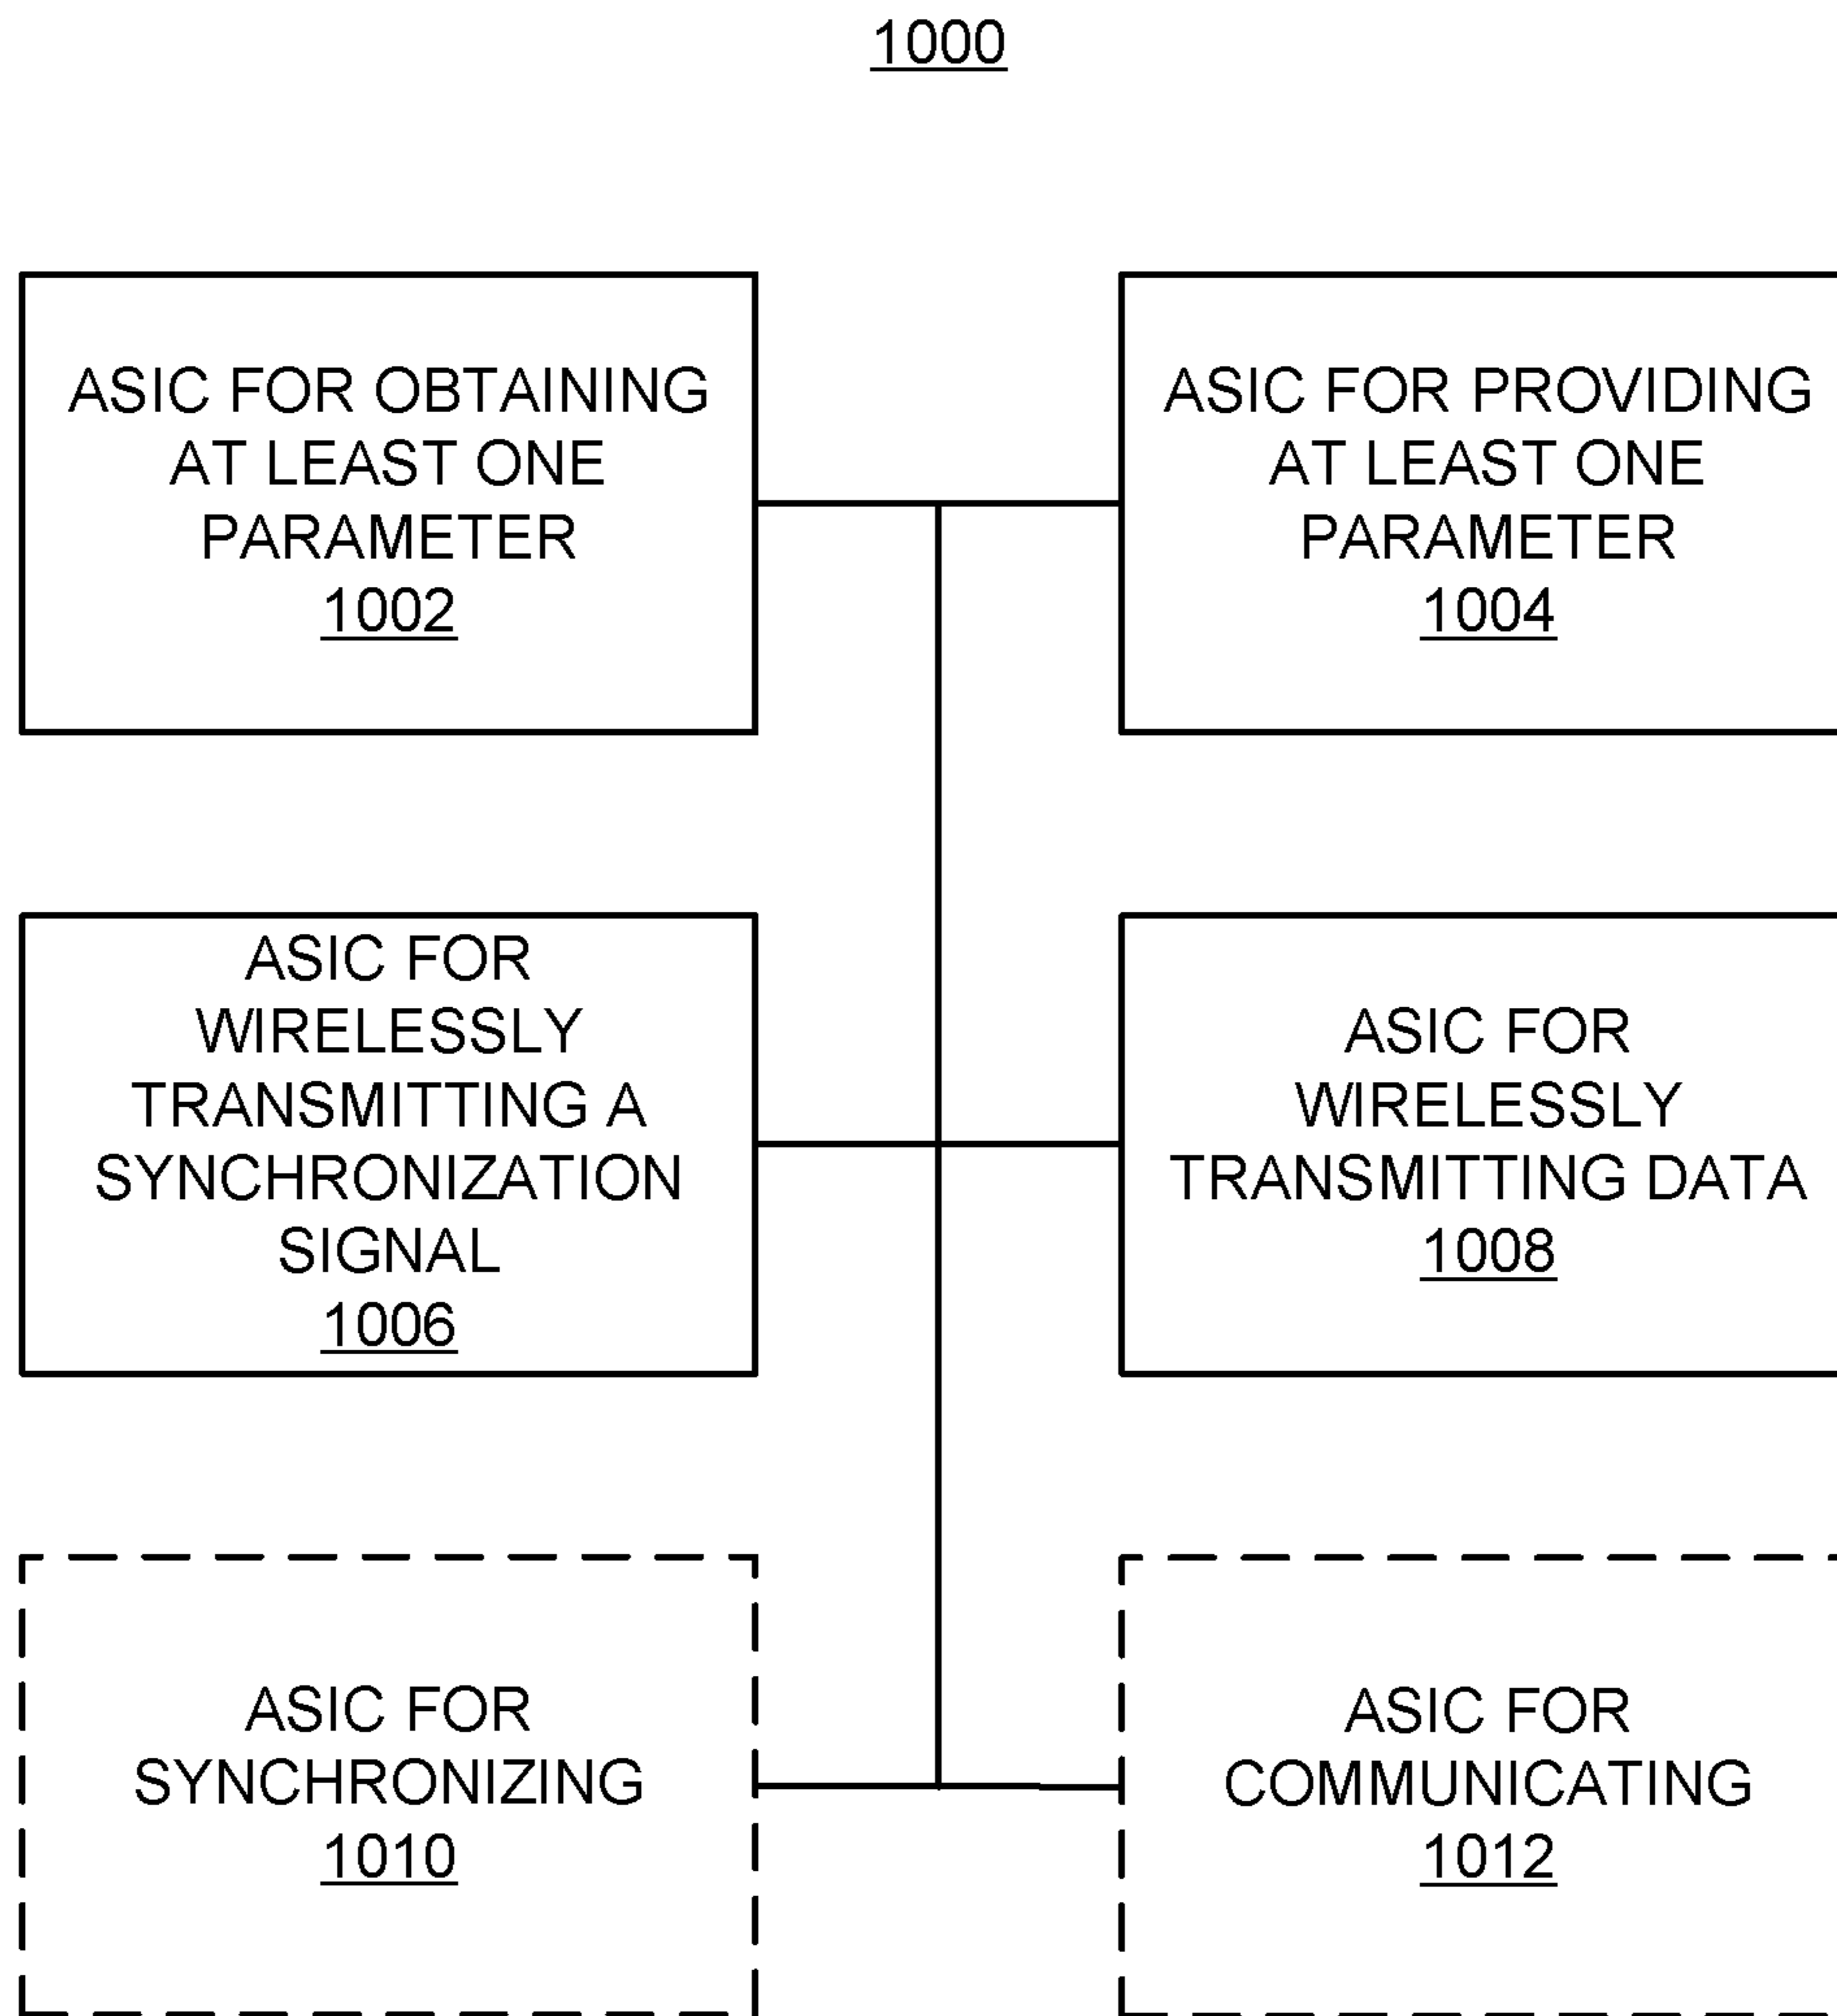 1000
ASIC FOR OBTAINING
AT LEAST ONE
PARAMETER
1002
ASIC FOR PROVIDING
AT LEAST ONE
PARAMETER
1004
ASIC FOR
WIRELESSLY
TRANSMITTING A
SYNCHRONIZATION
SIGNAL
1006
ASIC FOR
WIRELESSLY
TRANSMITTING DATA
1008
ASIC FOR
SYNCHRONIZING
1010
ASIC FOR
COMMUNICATING
1012